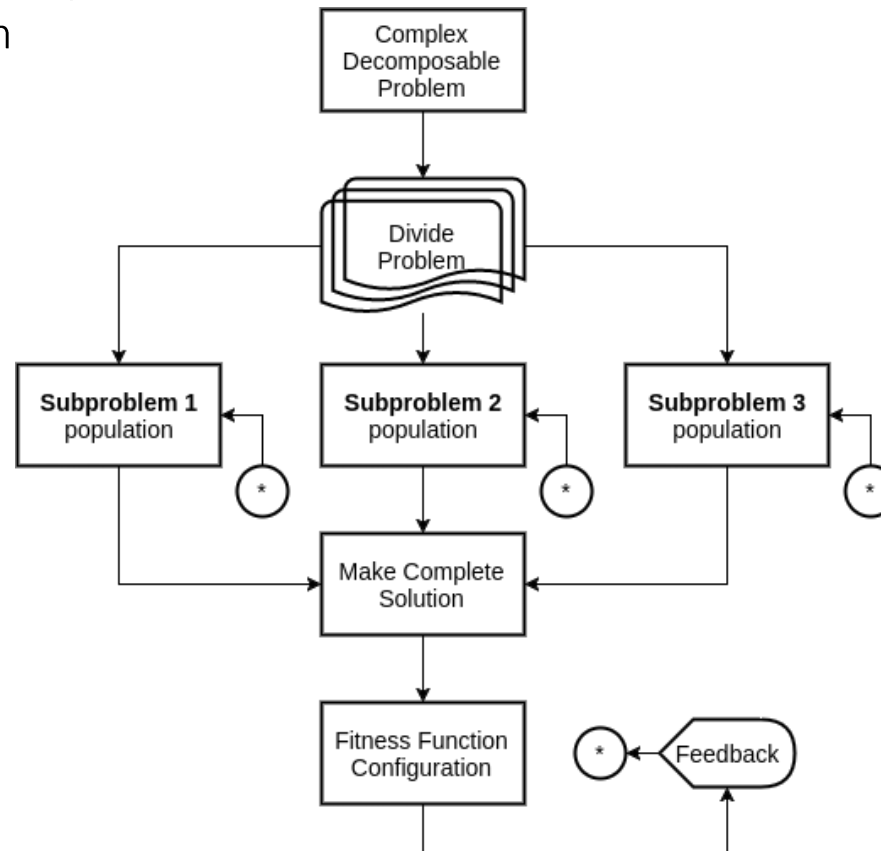 n
Complex
Decomposable
Problem
Divide
Problem
Subproblem 1
population
Subproblem 2
population
Subproblem 3
population
*
*
*
Make Complete
Solution
Fitness Function
Configuration
*
Feedback